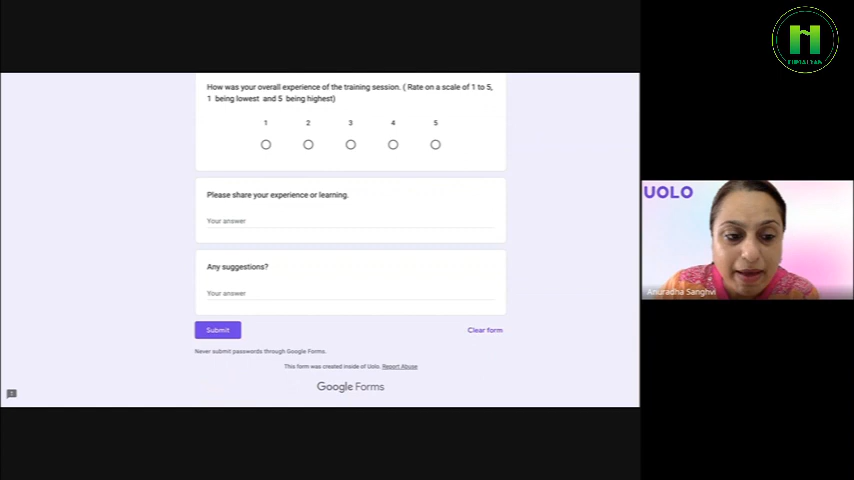 How was your overall experience of the training session. ( Rate on a scale of 1 to 5,
1 being lowest and 5 being highest)
1 2 3 4 5
Please share your experience or learning.
Your answer
Any suggestions?
Your answer
Submit
Clear form
Never submit passwords through Google Forms.
This form was created inside of Uolo. Report Abuse
Google Forms
UOLO
Anuradha Sanghvi